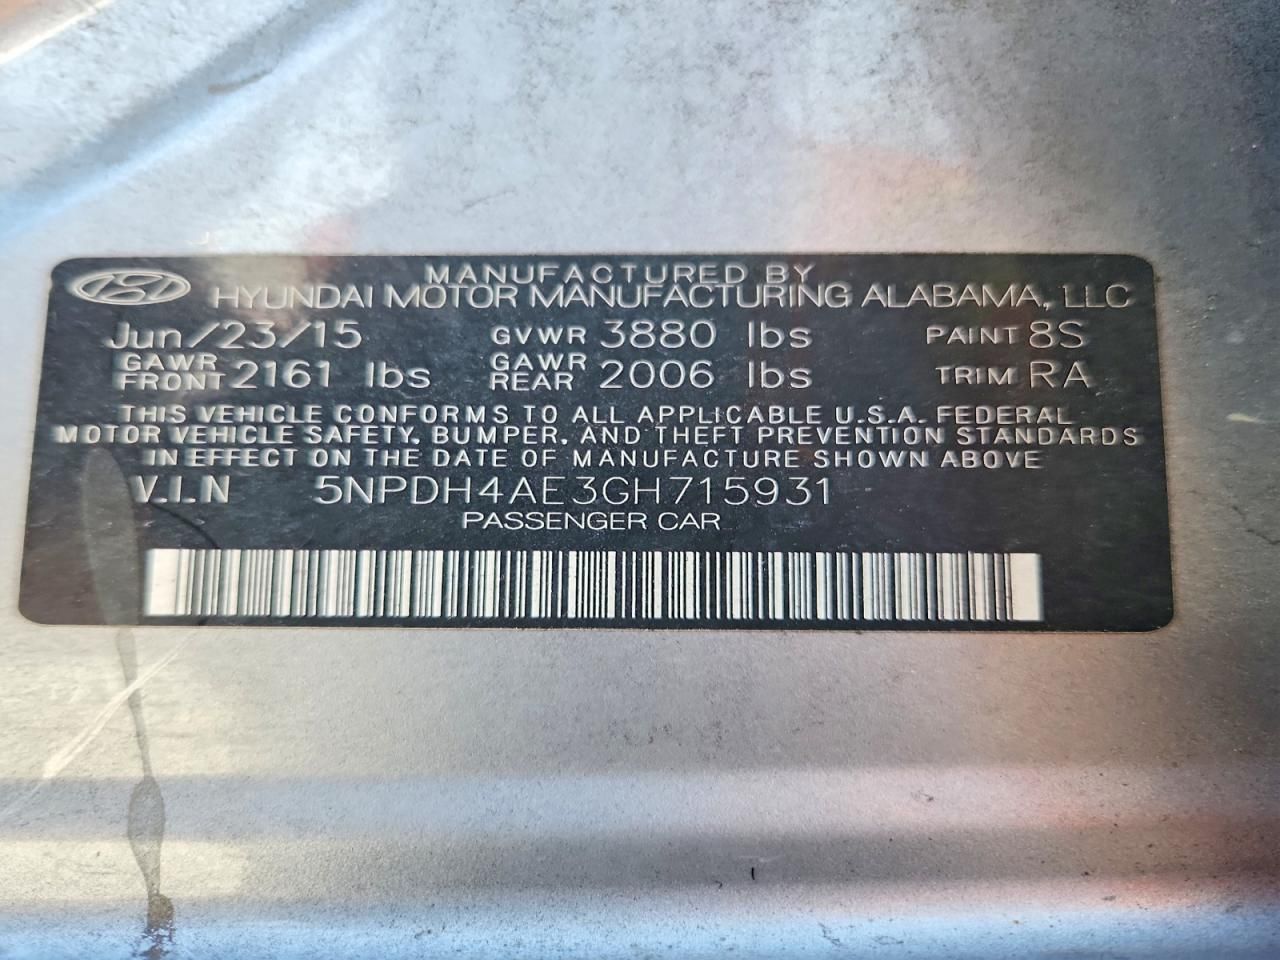 MANUFACTURED BY
HYUNDAI MOTOR MANUFACTURING ALABAMA, LLC
Jun/23/15 GVWR 3880 lbs PAINT 8S
GAWR FRONT 2161 lbs GAWR REAR 2006 lbs TRIM RA
THIS VEHICLE CONFORMS TO ALL APPLICABLE U.S.A. FEDERAL
MOTOR VEHICLE SAFETY, BUMPER, AND THEFT PREVENTION STANDARDS
IN EFFECT ON THE DATE OF MANUFACTURE SHOWN ABOVE
V.I.N 5NPDH4AE3GH715931
PASSENGER CAR